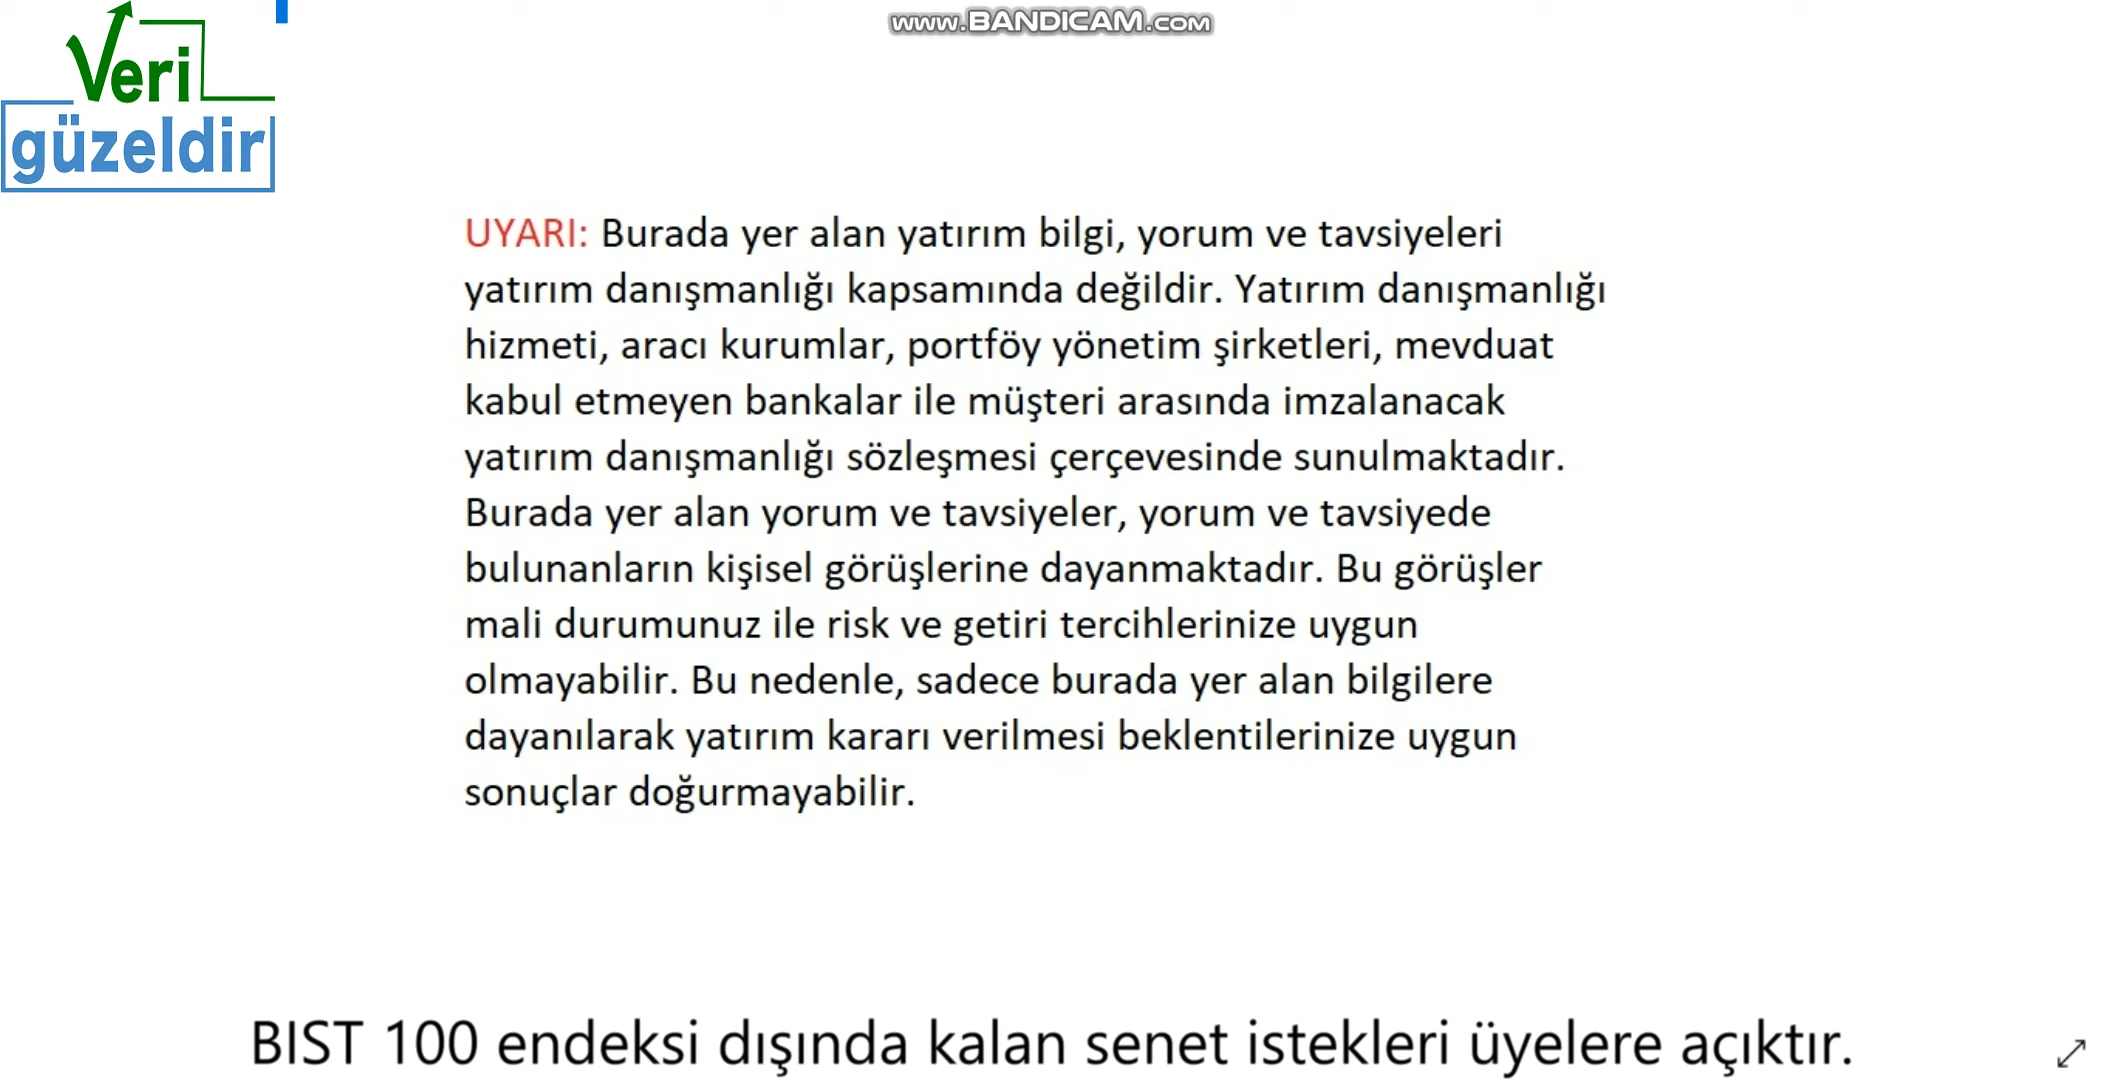 www.BANDICAM.com
Veri
güzeldir
UYARI: Burada yer alan yatırım bilgi, yorum ve tavsiyeleri
yatırım danışmanlığı kapsamında değildir. Yatırım danışmanlığı
hizmeti, aracı kurumlar, portföy yönetim şirketleri, mevduat
kabul etmeyen bankalar ile müşteri arasında imzalanacak
yatırım danışmanlığı sözleşmesi çerçevesinde sunulmaktadır.
Burada yer alan yorum ve tavsiyeler, yorum ve tavsiyede
bulunanların kişisel görüşlerine dayanmaktadır. Bu görüşler
mali durumunuz ile risk ve getiri tercihlerinize uygun
olmayabilir. Bu nedenle, sadece burada yer alan bilgilere
dayanılarak yatırım kararı verilmesi beklentilerinize uygun
sonuçlar doğurmayabilir.
BIST 100 endeksi dışında kalan senet istekleri üyelere açıktır.